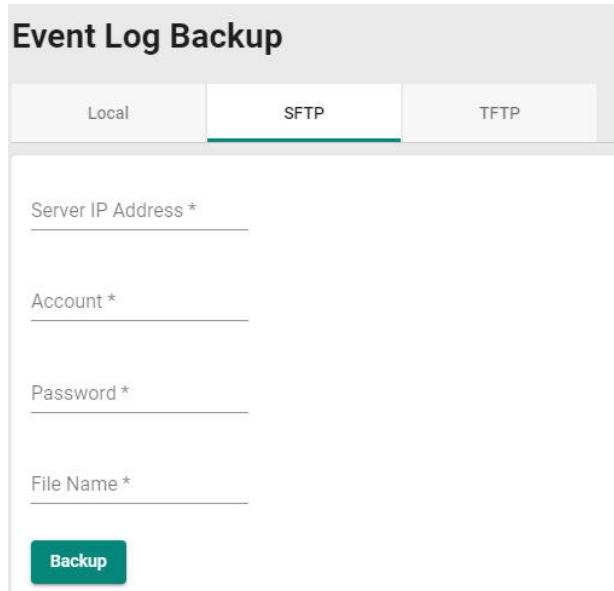 Event Log Backup
Local SFTP TFTP
Server IP Address *
Account *
Password *
File Name *
Backup